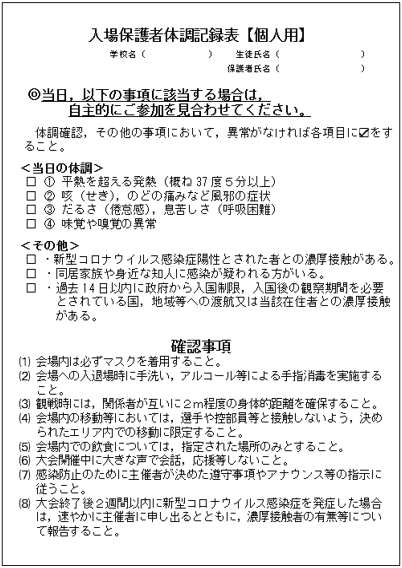 入場保護者体調記録表【個人用】
学校名（　　　　　　　）　生徒氏名（　　　　　　　　　）
保護者氏名（　　　　　　　　　）
◎当日，以下の事項に該当する場合は，
自主的にご参加を見合わせてください。
体調確認，その他の事項において，異常がなければ各項目に☑をす
ること。
＜当日の体調＞
□ ① 平熱を超える発熱（概ね37度５分以上）
□ ② 咳（せき），のどの痛みなど風邪の症状
□ ③ だるさ（倦怠感），息苦しさ（呼吸困難）
□ ④ 味覚や嗅覚の異常
＜その他＞
□ ・新型コロナウイルス感染症陽性とされた者との濃厚接触がある。
□ ・同居家族や身近な知人に感染が疑われる方がいる。
□ ・過去14日以内に政府から入国制限，入国後の観察期間を必要
とされている国，地域等への渡航又は当該在住者との濃厚接触
がある。
確認事項
⑴ 会場内は必ずマスクを着用すること。
⑵ 会場への入退場時に手洗い，アルコール等による手指消毒を実施する
こと。
⑶ 観戦時には，関係者が互いに２ｍ程度の身体的距離を確保すること。
⑷ 会場内の移動等においては，選手や控部員等と接触しないよう，決め
られたエリア内での移動に限定すること。
⑸ 会場内での飲食については，指定された場所のみとすること。
⑹ 大会開催中に大きな声で会話，応援等しないこと。
⑺ 感染防止のために主催者が決めた遵守事項やアナウンス等の指示に
従うこと。
⑻ 大会終了後２週間以内に新型コロナウイルス感染症を発症した場合
は，速やかに主催者に申し出るとともに，濃厚接触者の有無等につい
て報告すること。